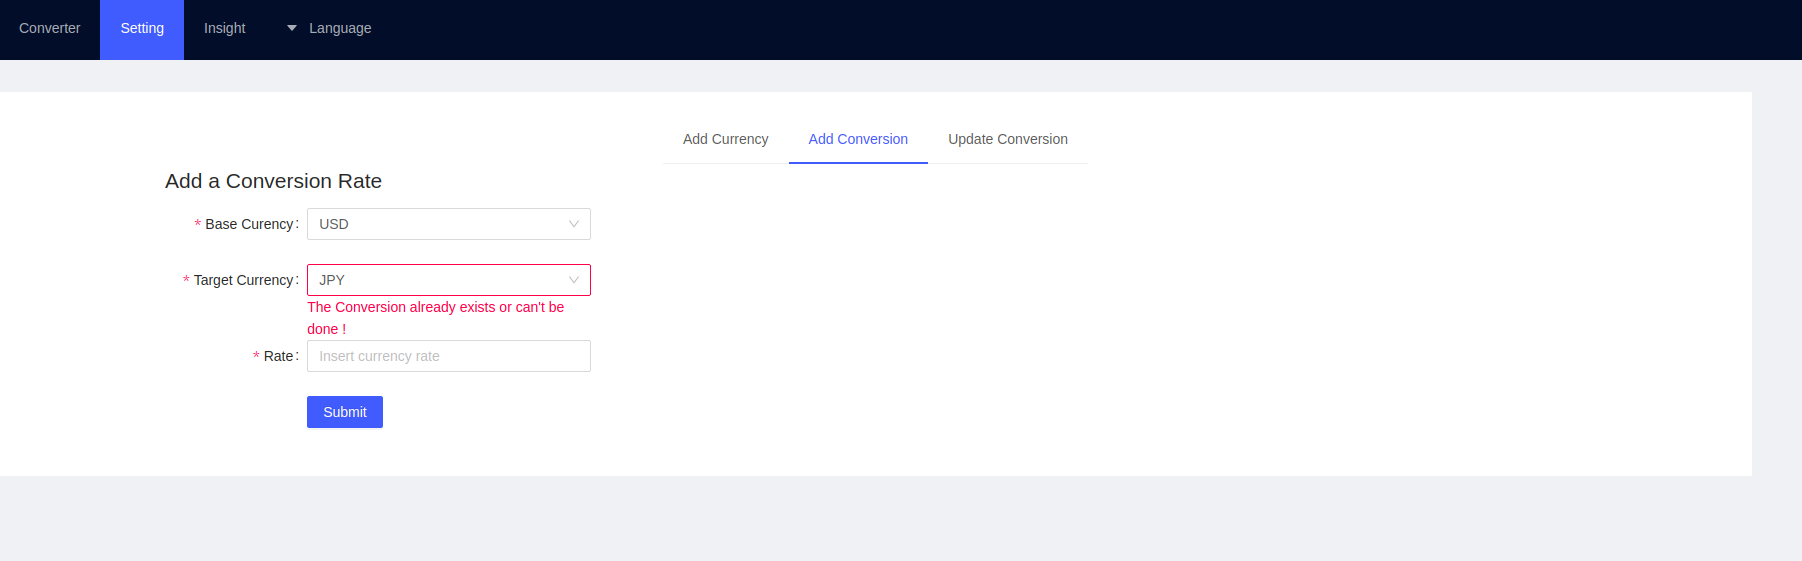 Converter Setting Insight Language
Add Currency Add Conversion Update Conversion
Add a Conversion Rate
* Base Curency: USD
* Target Currency: JPY
The Conversion already exists or can't be
done !
* Rate: Insert currency rate
Submit